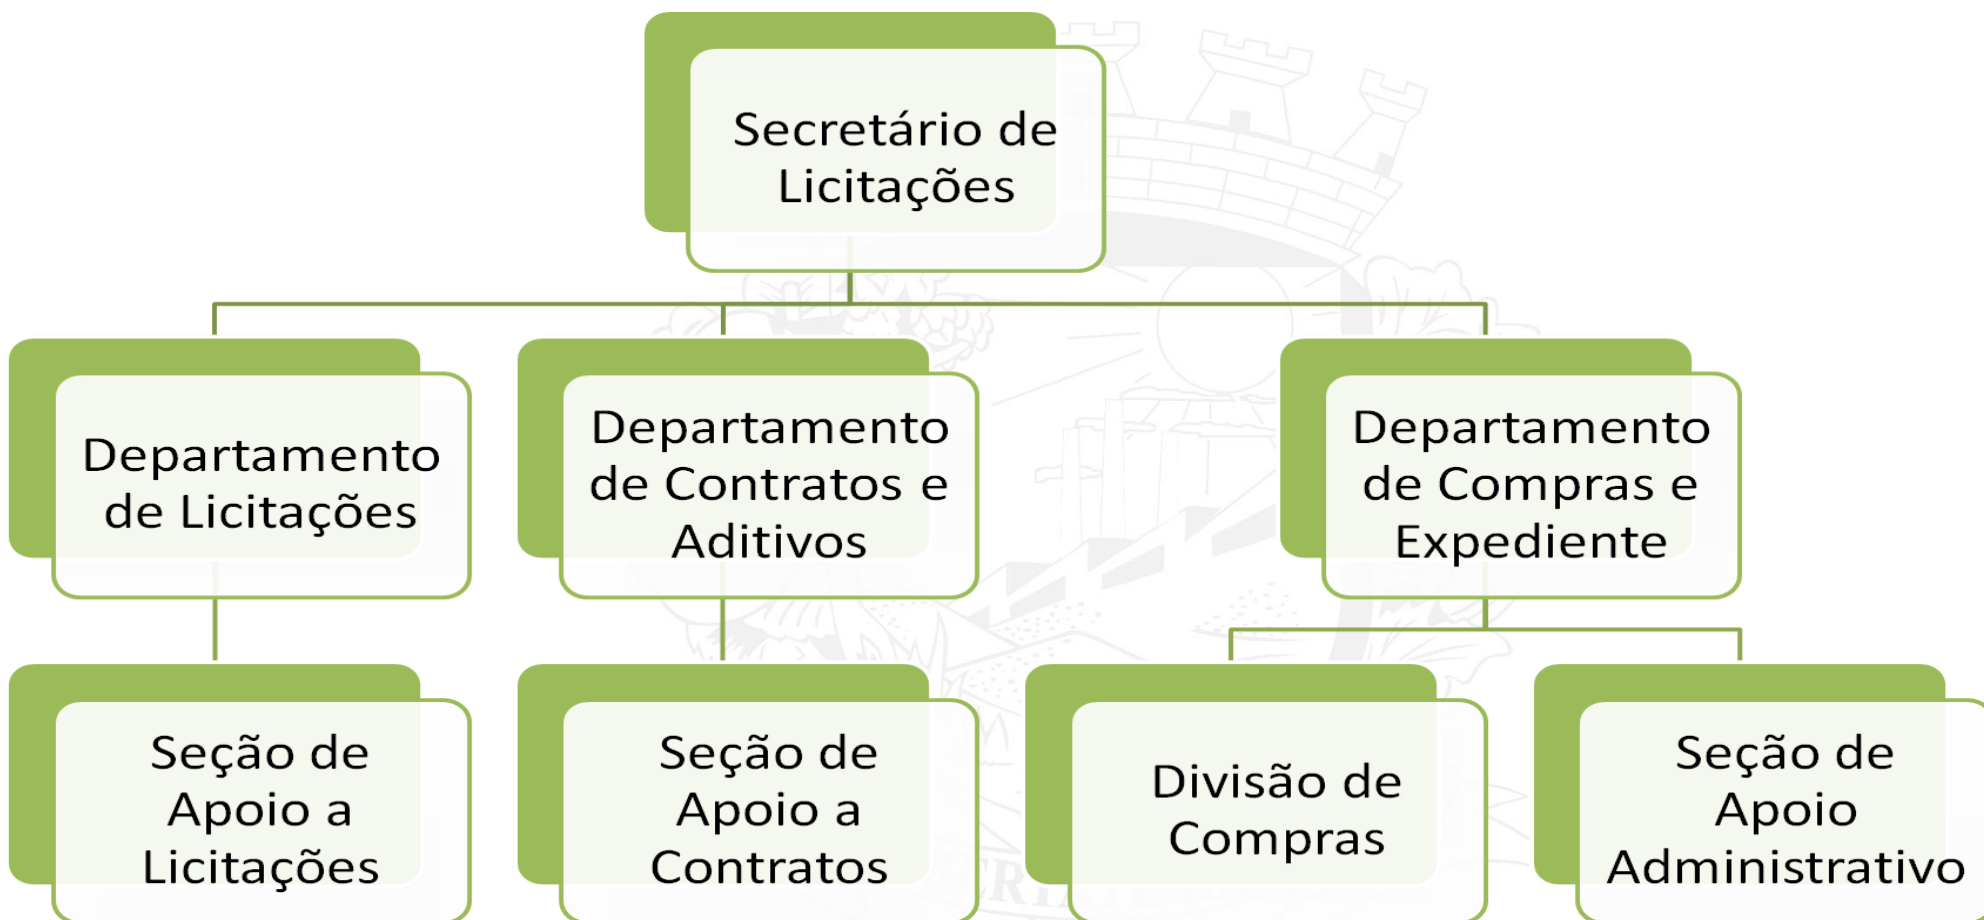 Secretário de
Licitações
Departamento
de Licitações
Departamento
de Contratos e
Aditivos
Departamento
de Compras e
Expediente
Seção de
Apoio a
Licitações
Seção de
Apoio a
Contratos
Divisão de
Compras
Seção de
Apoio
Administrativo